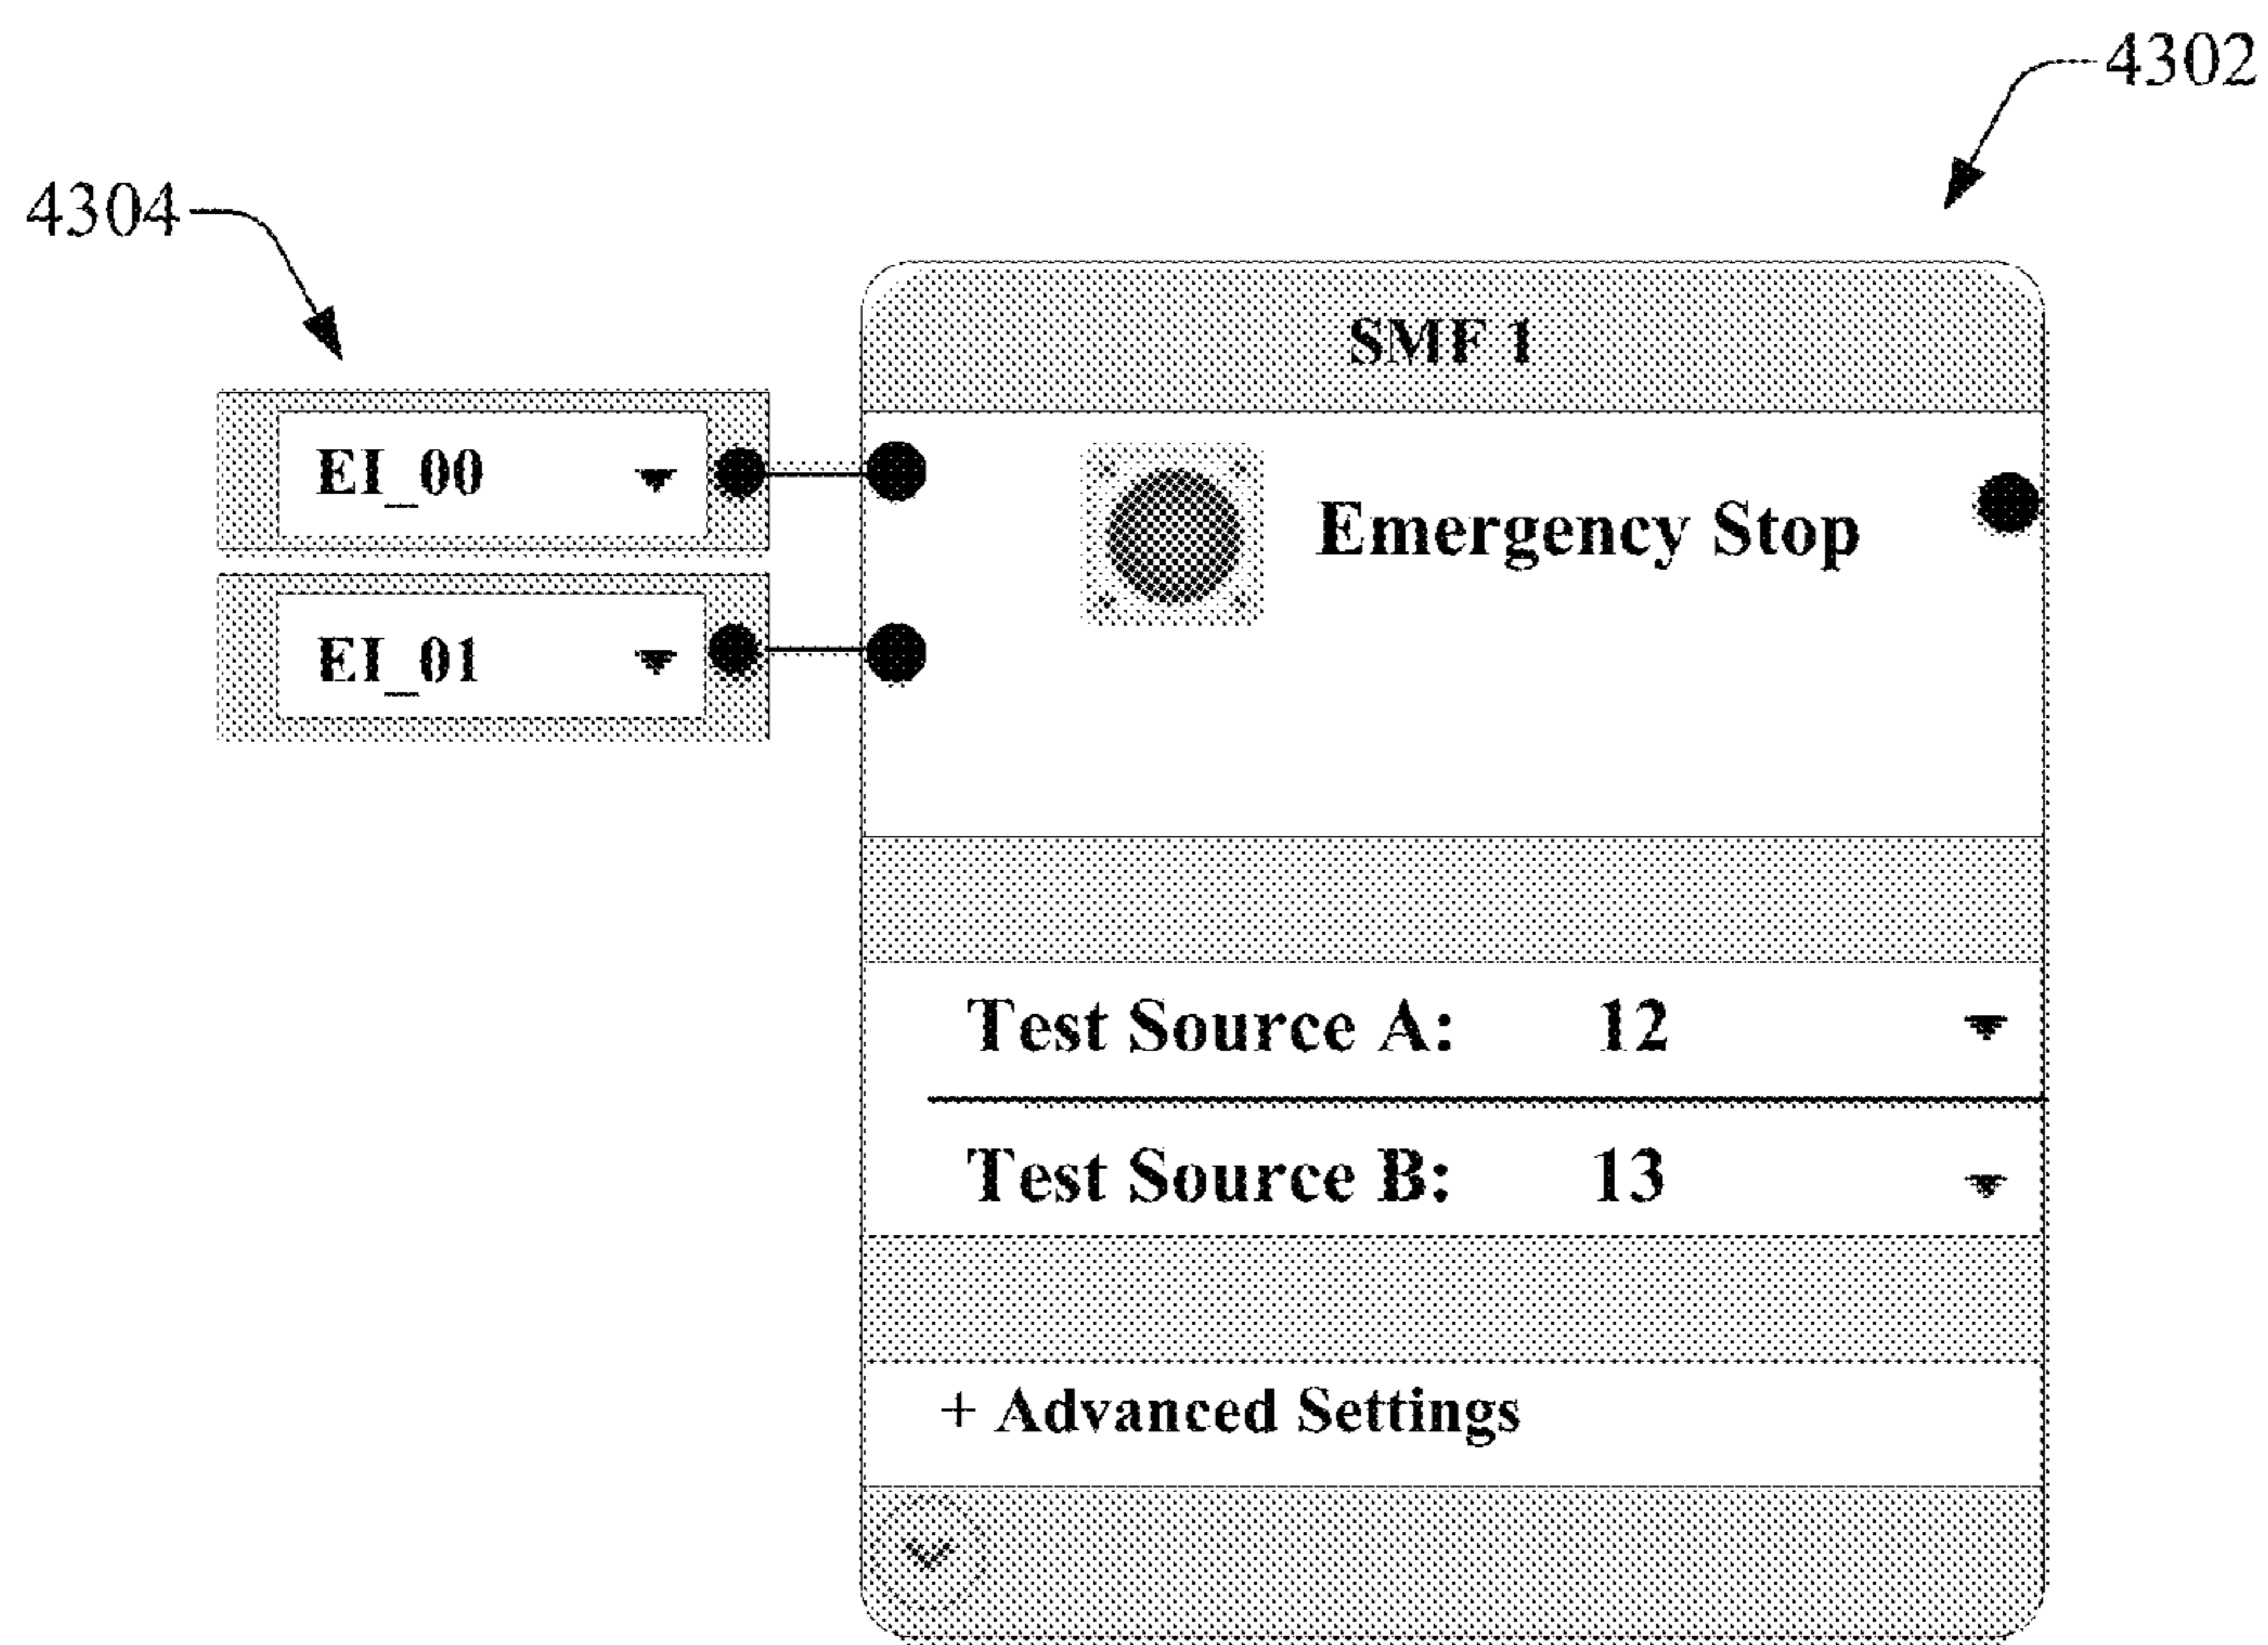 4302
4304
SMF 1
EI_00
Emergency Stop
EI_01
Test Source A: 12
Test Source B: 13
+ Advanced Settings